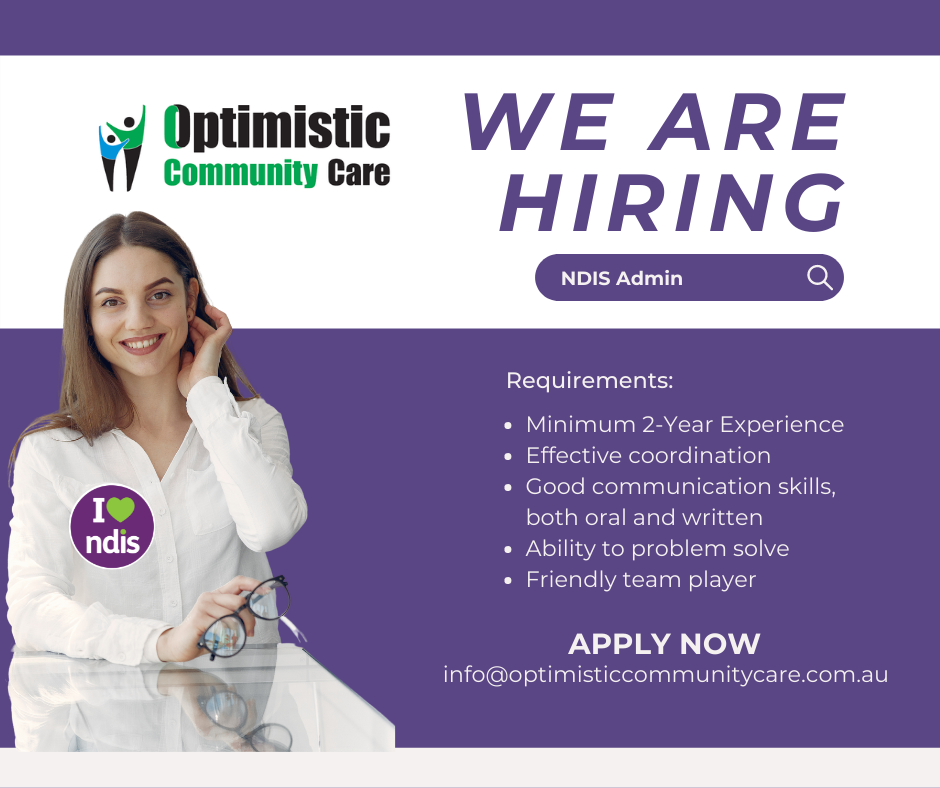 Optimistic
Community Care
WE ARE
HIRING
NDIS Admin
I
ndis
Requirements:
• Minimum 2-Year Experience
• Effective coordination
• Good communication skills,
both oral and written
• Ability to problem solve
• Friendly team player
APPLY NOW
info@optimisticcommunitycare.com.au